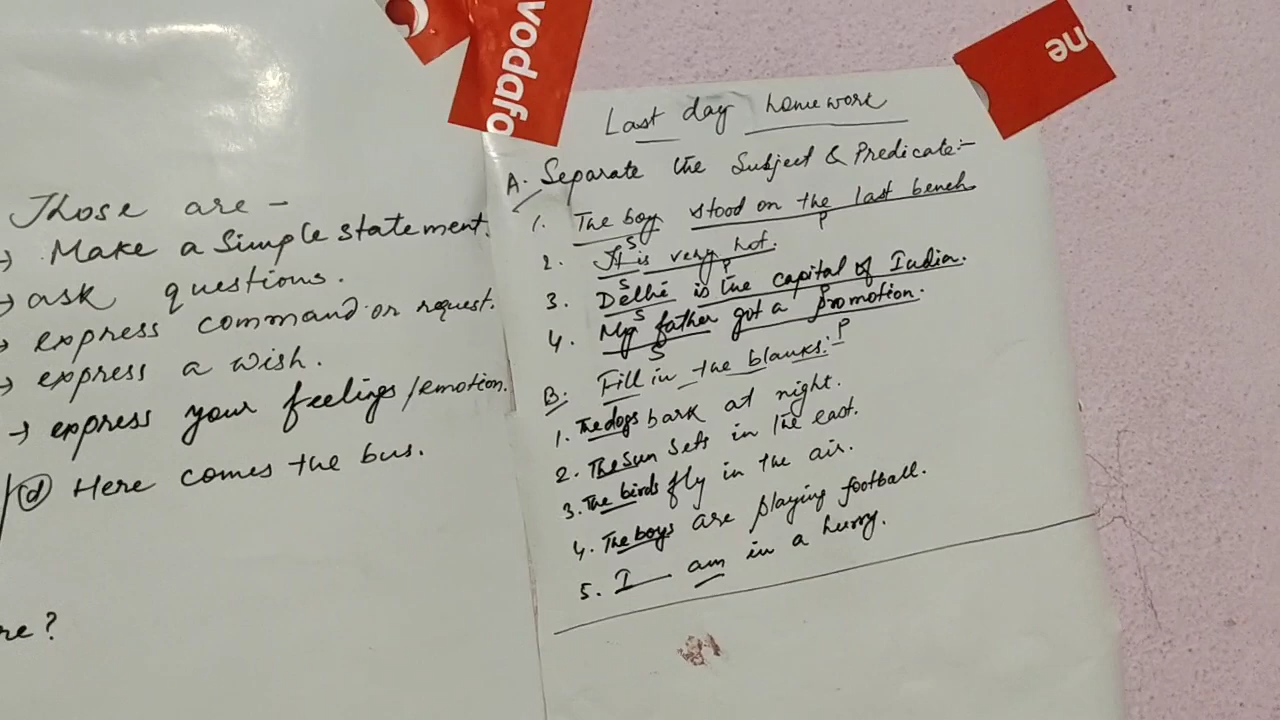 vodafo
ne
Those are -
→ Make a Simple statement.
→ ask questions.
→ express command or request.
→ express a wish.
→ express your feelings/emotion.
(d) Here comes the bus.
re?
Last day homework
A. Separate the Subject & Predicate:-
1. The boy stood on the last bench
S P
2. It is very hot.
S P
3. Delhi is the capital of India.
S P
4. My father got a promotion.
S P
B. Fill in the blanks:-
1. The dogs bark at night.
2. The Sun Sets in the east.
3. The birds fly in the air.
4. The boys are playing football.
5. I am in a hurry.